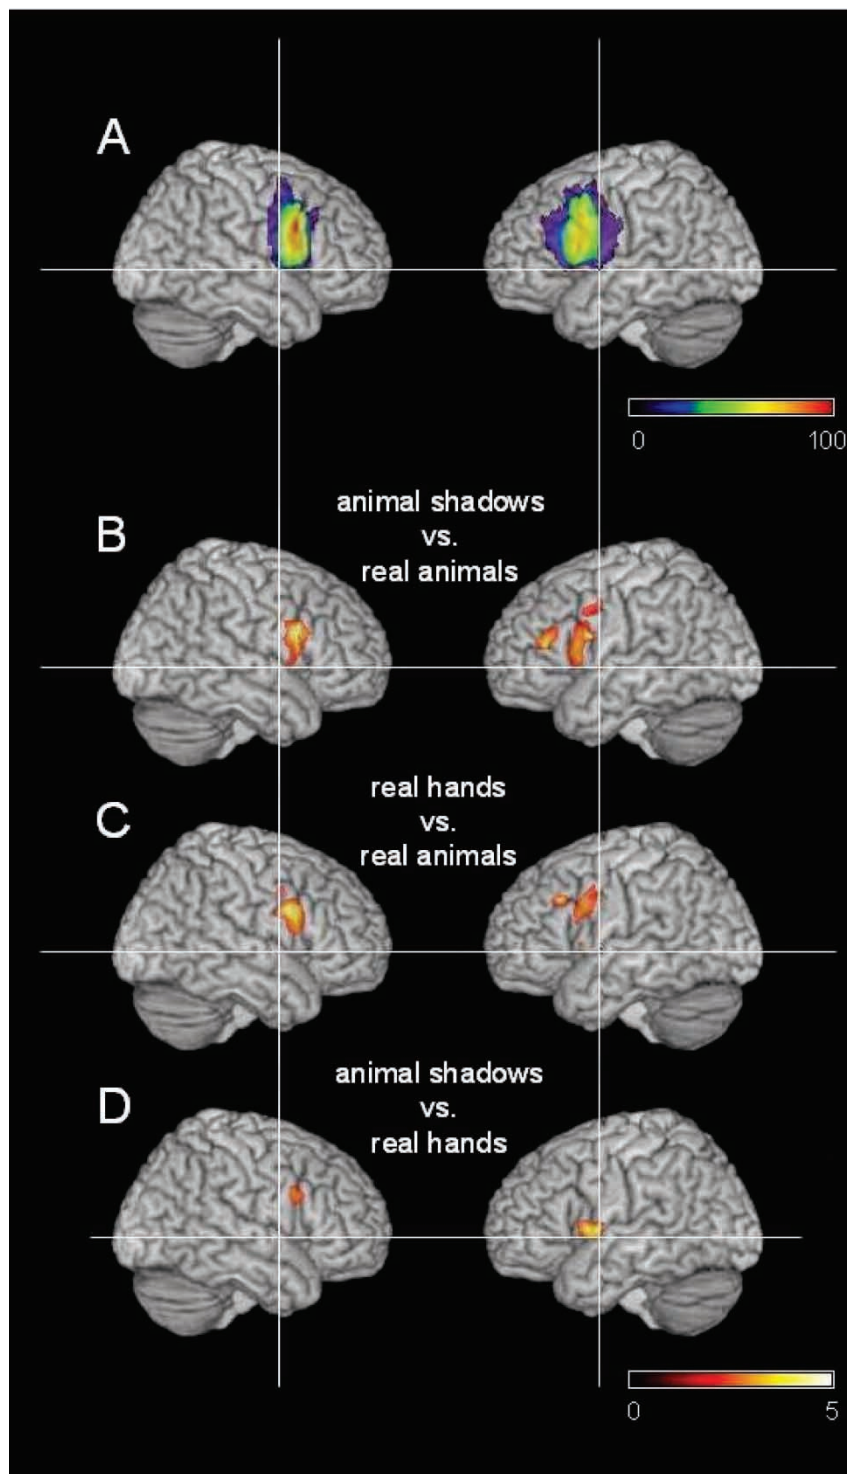 A
0 100
animal shadows
vs.
real animals
B
real hands
vs.
real animals
C
animal shadows
vs.
real hands
D
0 5